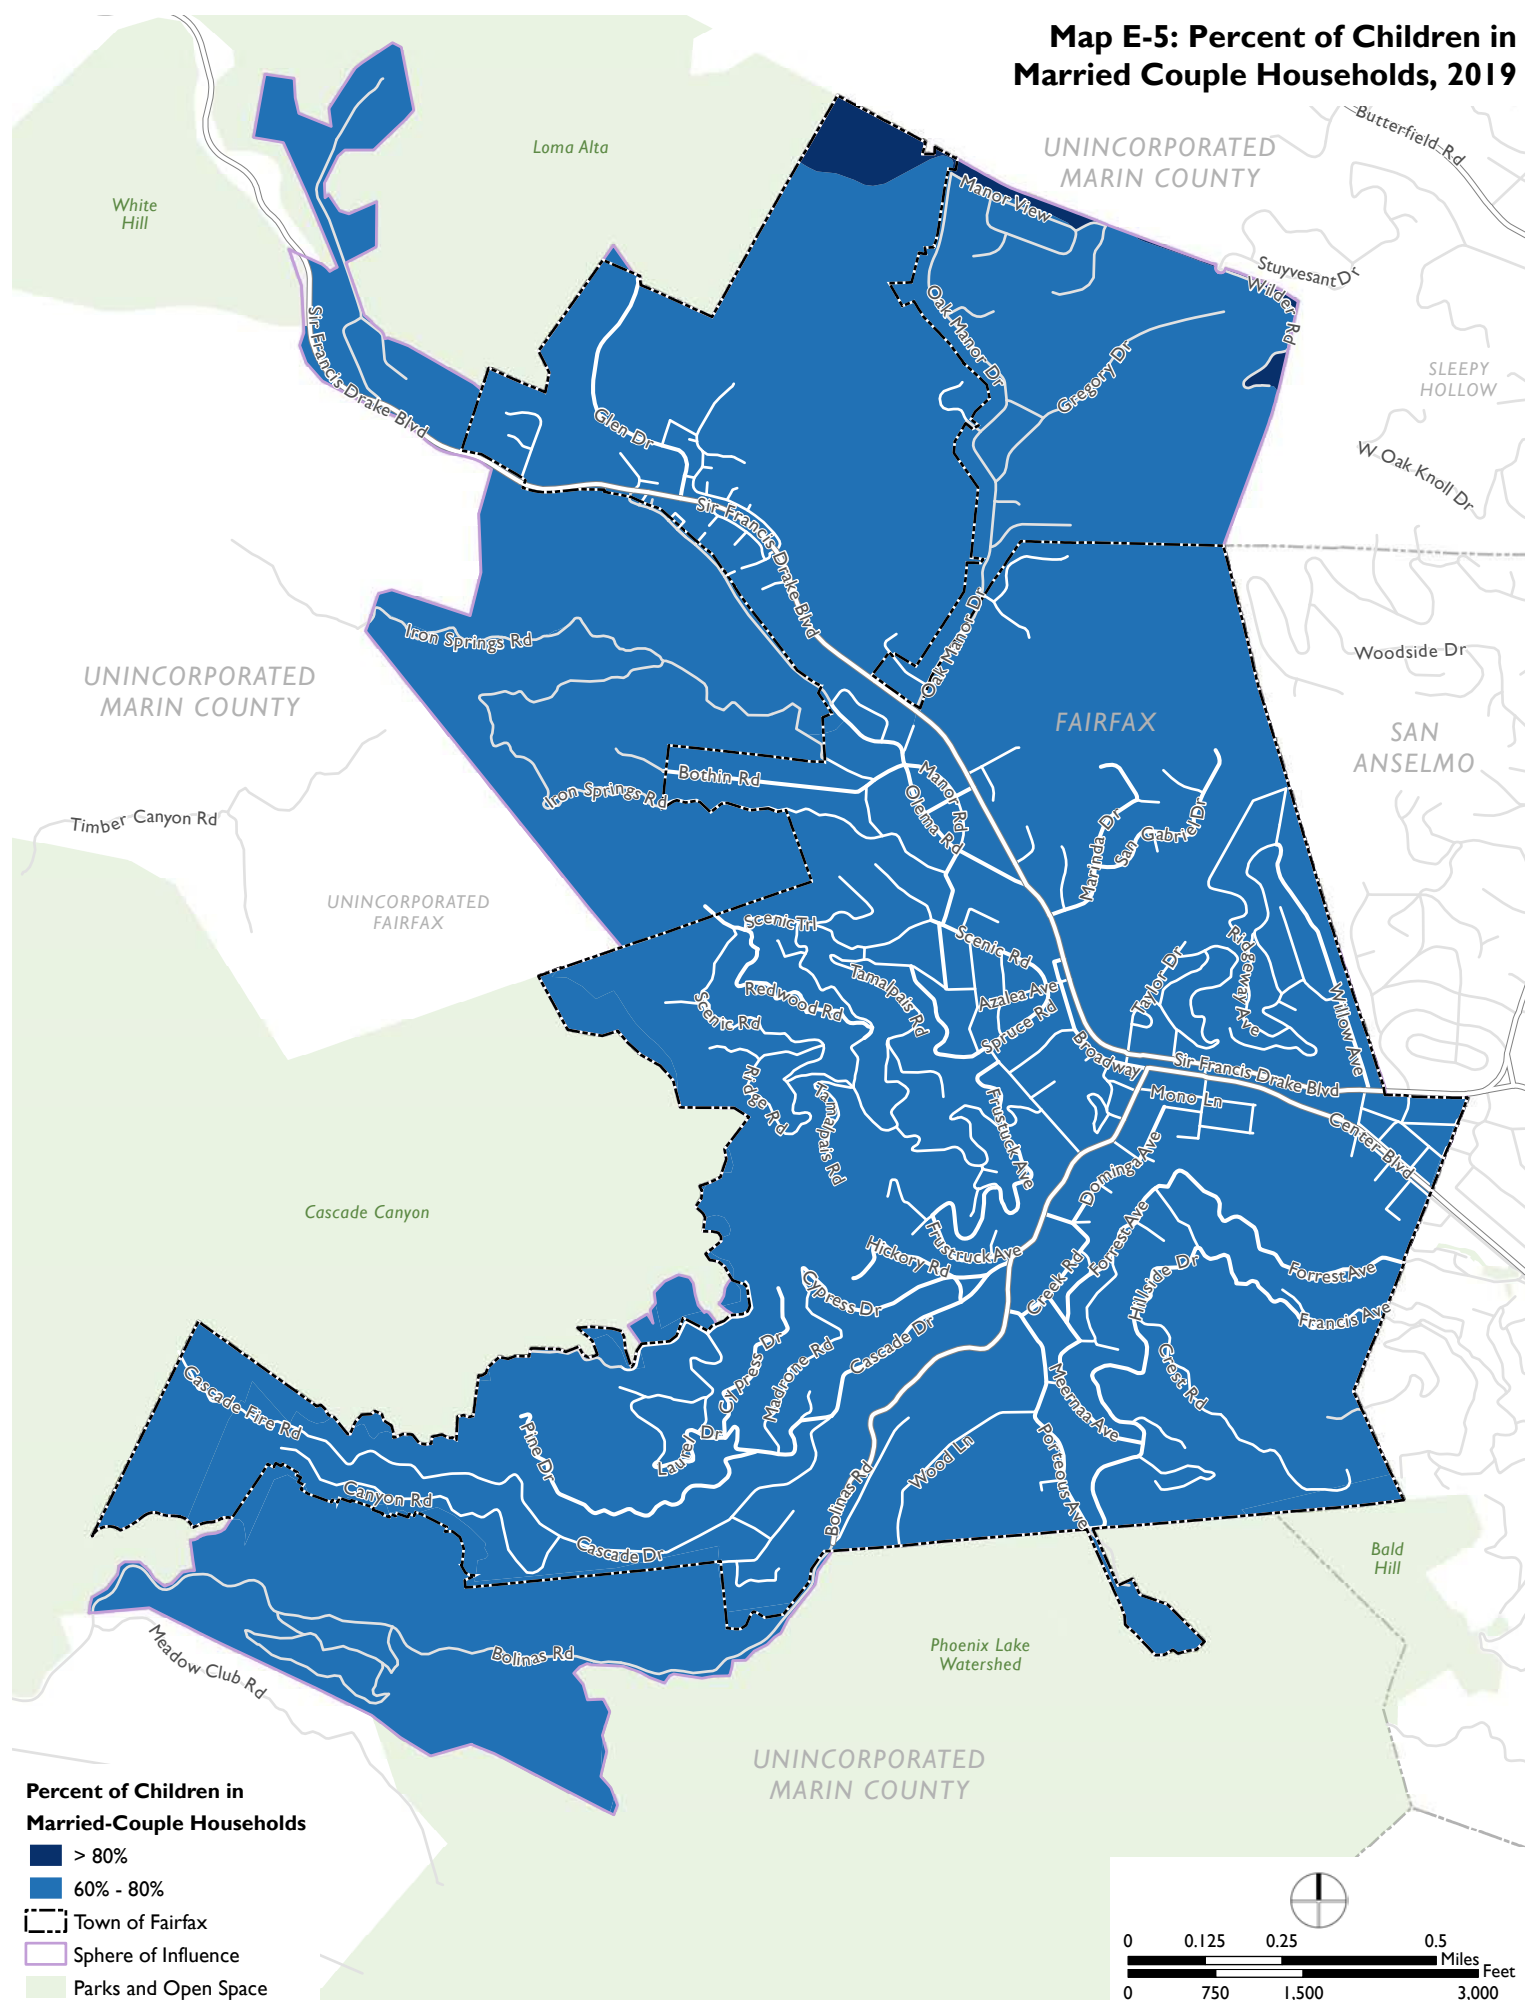 Map E-5: Percent of Children in
Married Couple Households, 2019
Butterfield Rd
UNINCORPORATED
MARIN COUNTY
Loma Alta
White
Hill
Manor View
Stuyvesant Dr
Wilder Rd
Oak Manor Dr
Gregory Dr
Sir Francis Drake Blvd
SLEEPY
HOLLOW
Glen Dr
W Oak Knoll Dr
Sir Francis Drake Blvd
Iron Springs Rd
Oak Manor Dr
Woodside Dr
UNINCORPORATED
MARIN COUNTY
FAIRFAX
SAN
ANSELMO
Bothin Rd
Iron Springs Rd
Manor Rd
Olema Rd
Timber Canyon Rd
Marinda Dr
San Gabriel Dr
UNINCORPORATED
FAIRFAX
Scenic Trl
Scenic Rd
Ridgeway Ave
Tamalpais Rd
Taylor Dr
Redwood Rd
Azalea Ave
Scenic Rd
Spruce Rd
Willow Ave
Broadway
Sir Francis Drake Blvd
Mono Ln
Ridge Rd
Tamalpais Rd
Frustuck Ave
Center Blvd
Dominga Ave
Cascade Canyon
Forrest Ave
Frustruck Ave
Hickory Rd
Creek Rd
Hillside Dr
Forrest Ave
Cypress Dr
Francis Ave
Cascade Dr
Cypress Dr
Madrone Rd
Crest Rd
Meernaa Ave
Cascade Fire Rd
Pine Dr
Laurel Dr
Wood Ln
Porteous Ave
Canyon Rd
Bolinas Rd
Cascade Dr
Bald
Hill
Meadow Club Rd
Bolinas Rd
Phoenix Lake
Watershed
UNINCORPORATED
MARIN COUNTY
Percent of Children in
Married-Couple Households
> 80%
60% - 80%
Town of Fairfax
Sphere of Influence
Parks and Open Space
0 0.125 0.25 0.5
Miles
Feet
0 750 1,500 3,000